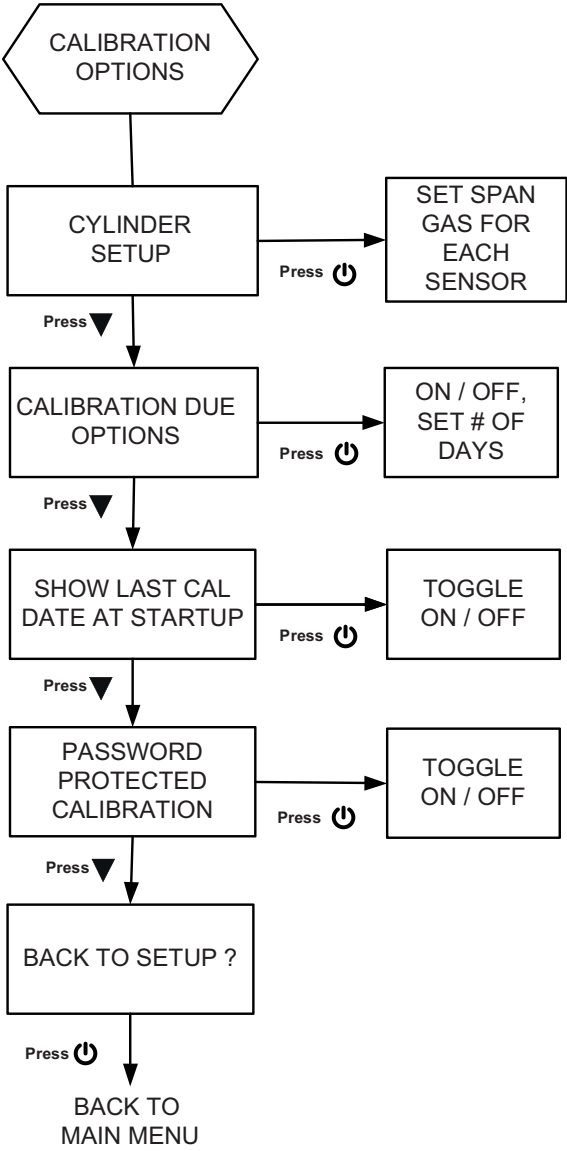 CALIBRATION
OPTIONS
CYLINDER
SETUP
Press
SET SPAN
GAS FOR
EACH
SENSOR
Press
CALIBRATION DUE
OPTIONS
Press
ON / OFF,
SET # OF
DAYS
Press
SHOW LAST CAL
DATE AT STARTUP
Press
TOGGLE
ON / OFF
Press
PASSWORD
PROTECTED
CALIBRATION
Press
TOGGLE
ON / OFF
Press
BACK TO SETUP ?
Press
BACK TO
MAIN MENU